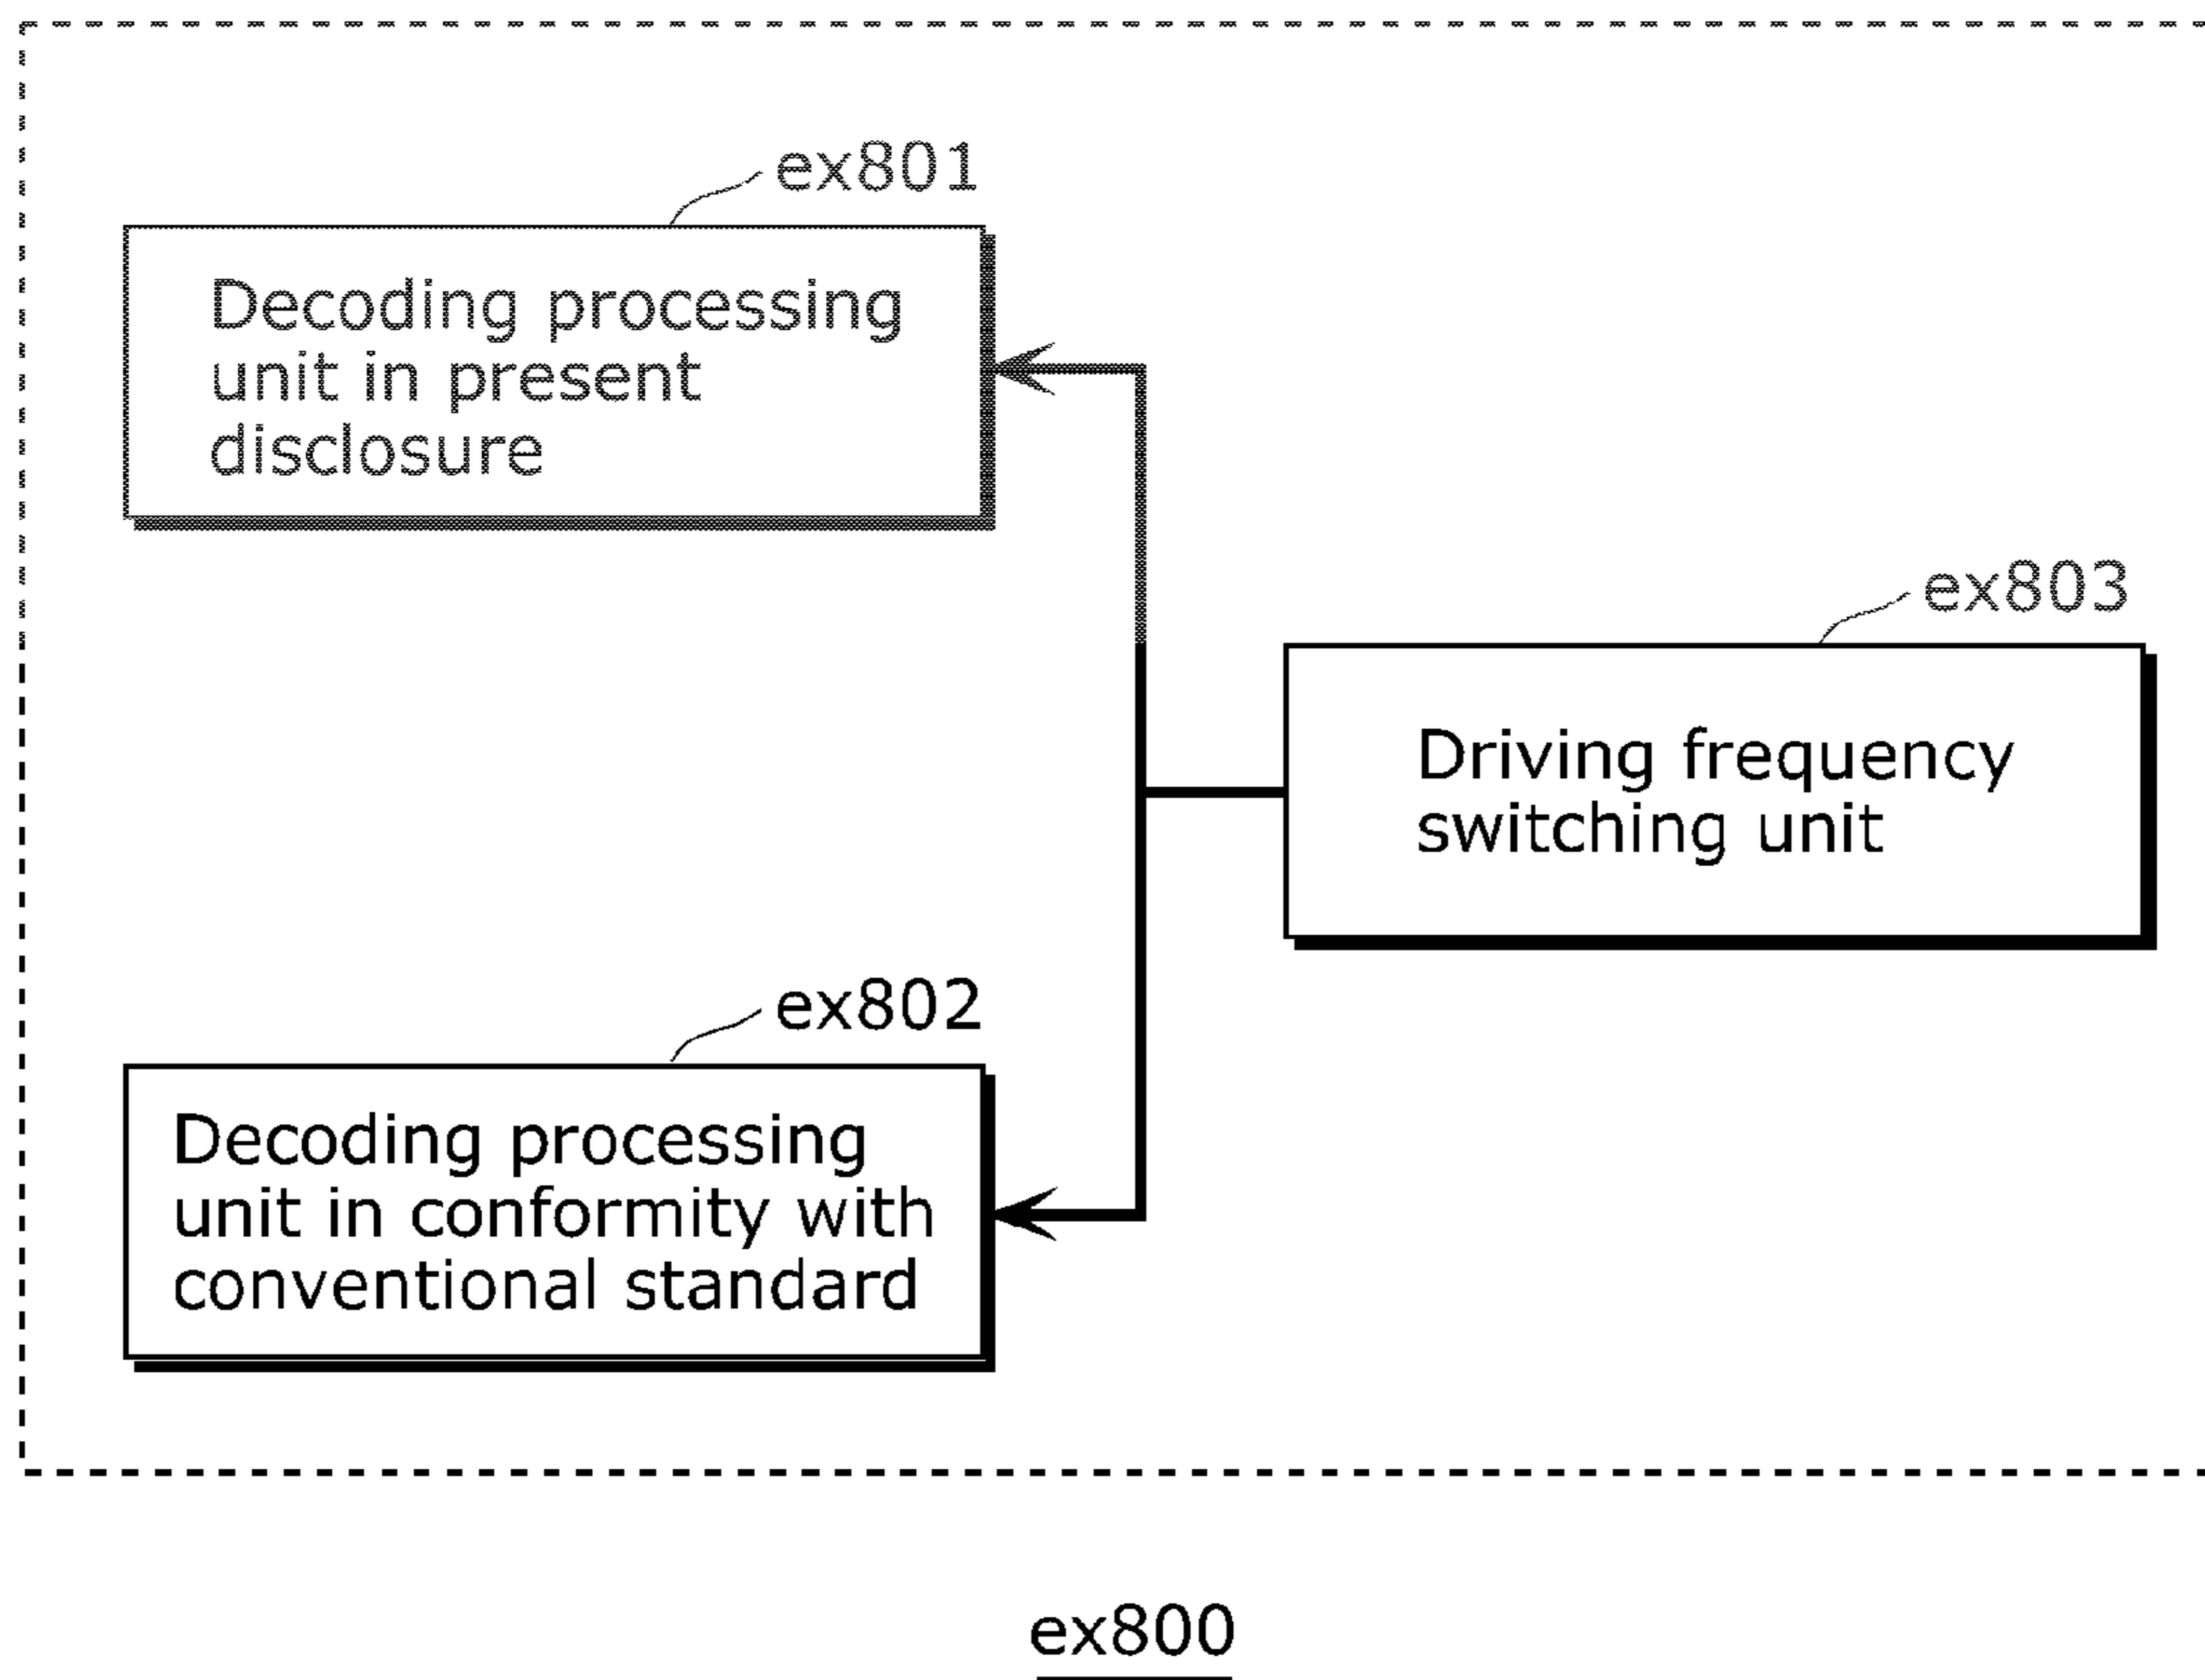 ex801
Decoding processing
unit in present
disclosure
ex803
Driving frequency
switching unit
ex802
Decoding processing
unit in conformity with
conventional standard
ex800